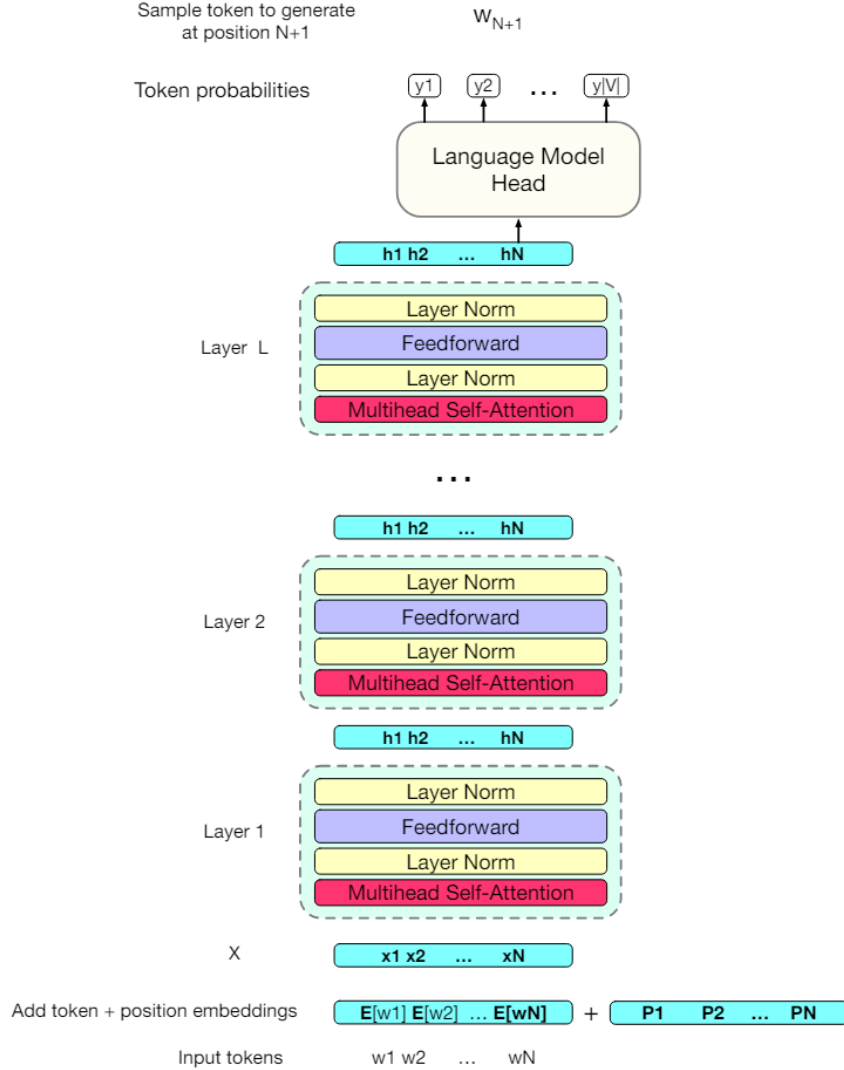 Sample token to generate
at position N+1
w_{N+1}
Token probabilities
y1 y2 ... y|V|
Language Model
Head
h1 h2 ... hN
Layer L
Layer Norm
Feedforward
Layer Norm
Multihead Self-Attention
...
h1 h2 ... hN
Layer 2
Layer Norm
Feedforward
Layer Norm
Multihead Self-Attention
h1 h2 ... hN
Layer 1
Layer Norm
Feedforward
Layer Norm
Multihead Self-Attention
X x1 x2 ... xN
Add token + position embeddings E[w1] E[w2] ... E[wN] + P1 P2 ... PN
Input tokens w1 w2 ... wN